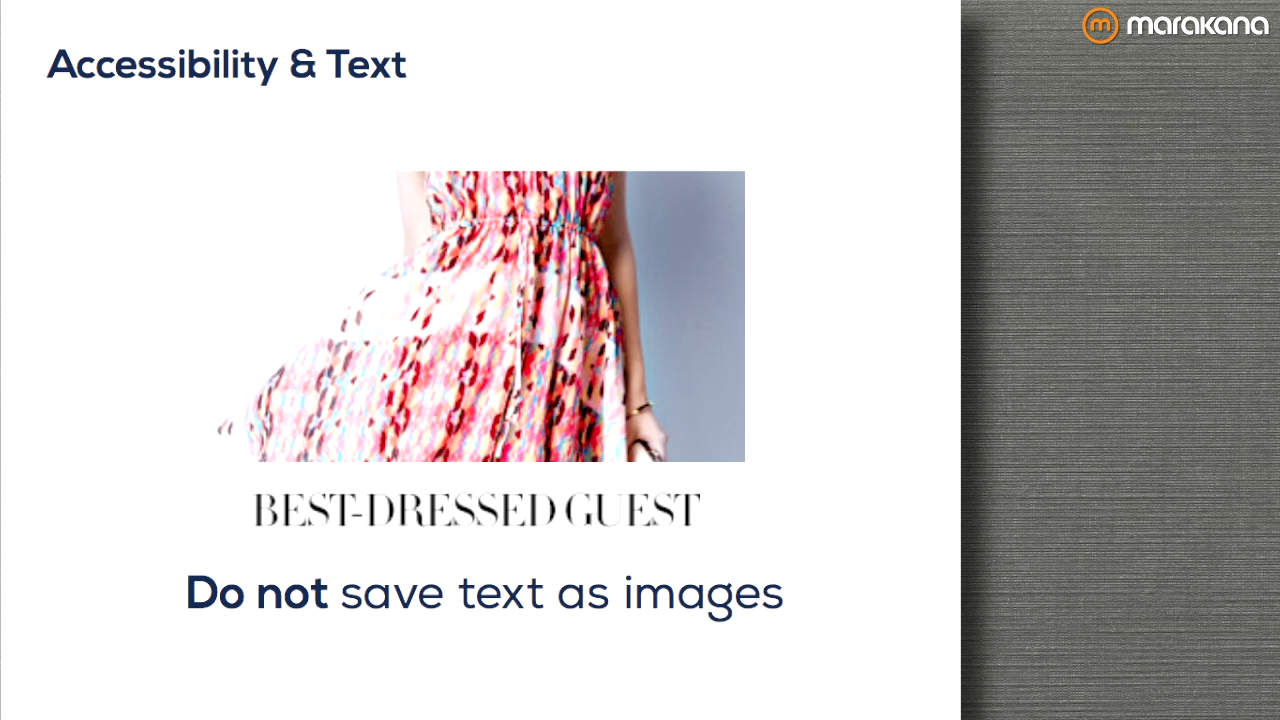 Accessibility & Text
marakana
BEST-DRESSED GUEST
Do not save text as images